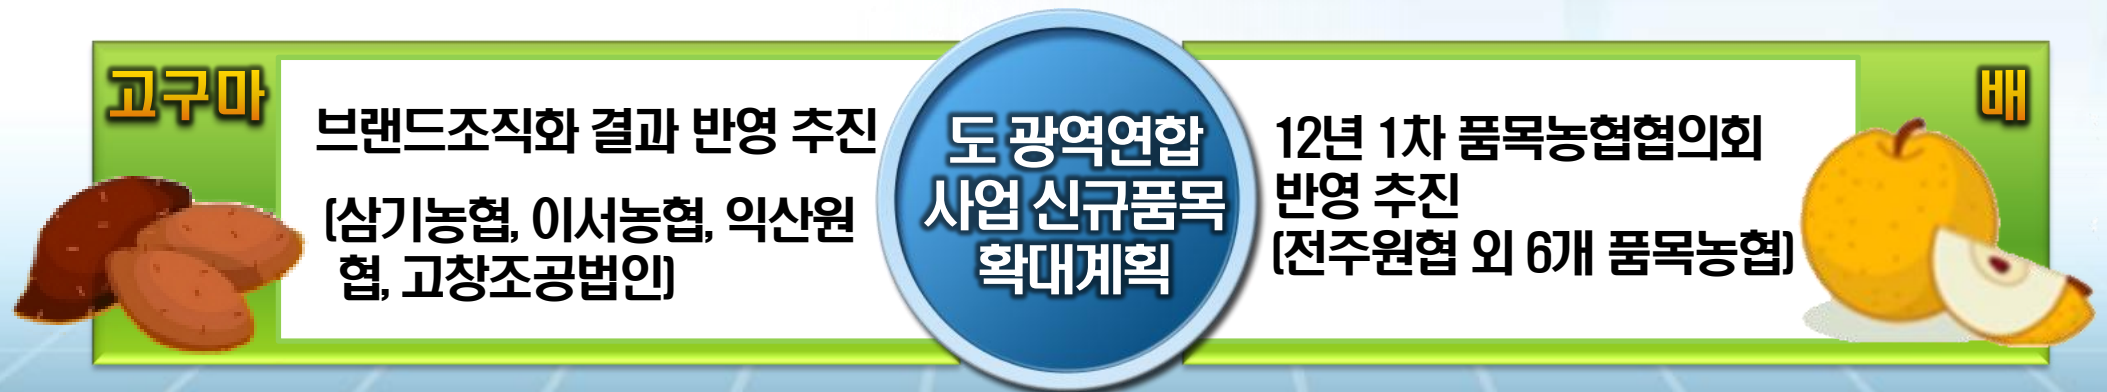 고구마
브랜드조직화 결과 반영 추진
(삼기농협, 이서농협, 익산원
협, 고창조공법인)
도 광역연합
사업 신규품목
확대계획
배
12년 1차 품목농협협의회
반영 추진
(전주원협 외 6개 품목농협)